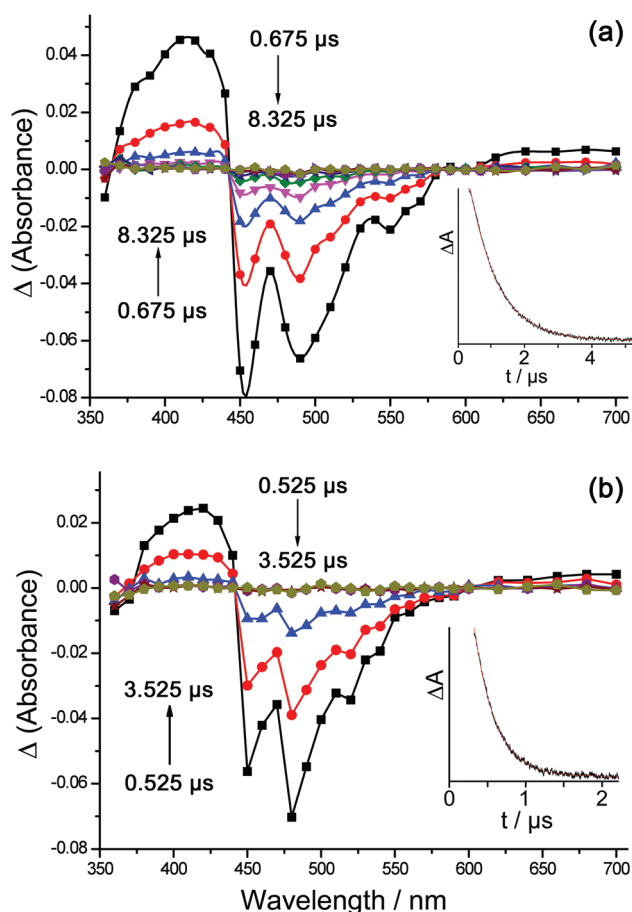 (a)
0.675 µs
8.325 µs
0.04
0.02
0.00
-0.02
-0.04
-0.06
-0.08
Δ (Absorbance)
8.325 µs
0.675 µs
ΔA
0 2 4
t / µs
350 400 450 500 550 600 650 700
(b)
0.525 µs
3.525 µs
0.02
0.00
-0.02
-0.04
-0.06
-0.08
Δ (Absorbance)
3.525 µs
0.525 µs
ΔA
0 1 2
t / µs
350 400 450 500 550 600 650 700
Wavelength / nm